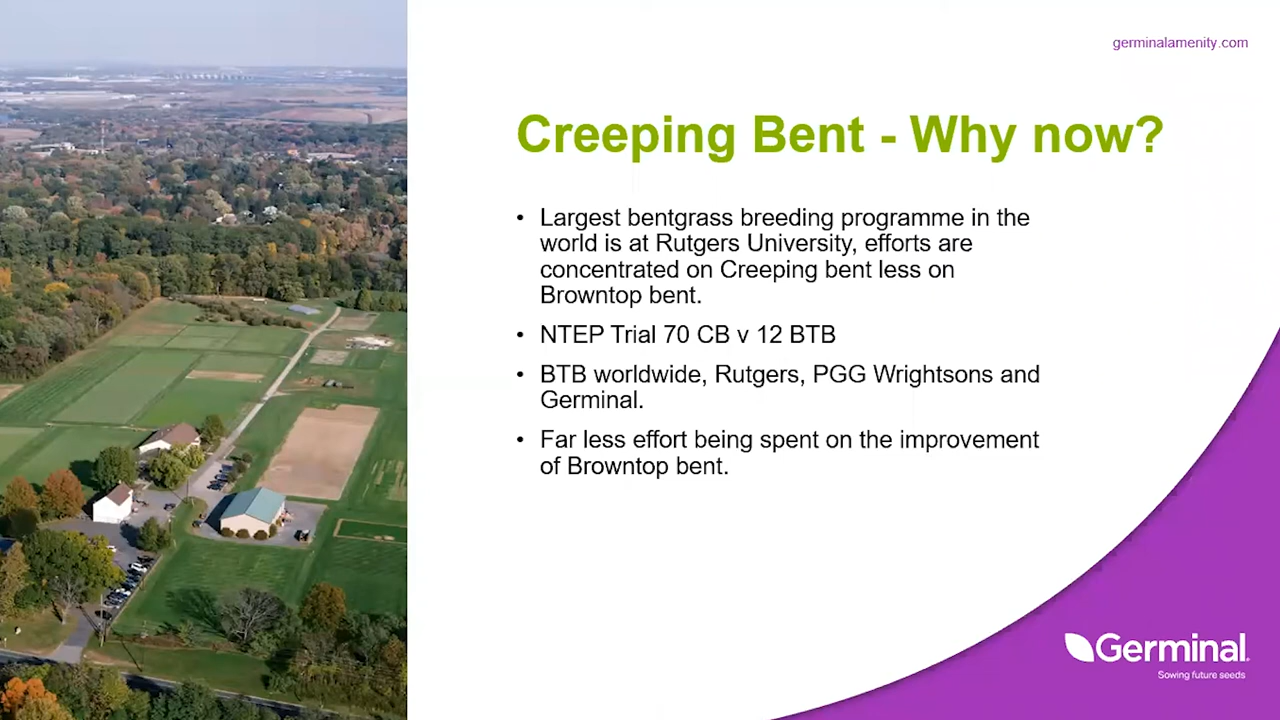 germinalamenity.com
Creeping Bent - Why now?
• Largest bentgrass breeding programme in the
world is at Rutgers University, efforts are
concentrated on Creeping bent less on
Browntop bent.
• NTEP Trial 70 CB v 12 BTB
• BTB worldwide, Rutgers, PGG Wrightsons and
Germinal.
• Far less effort being spent on the improvement
of Browntop bent.
Germinal.
Sowing future seeds